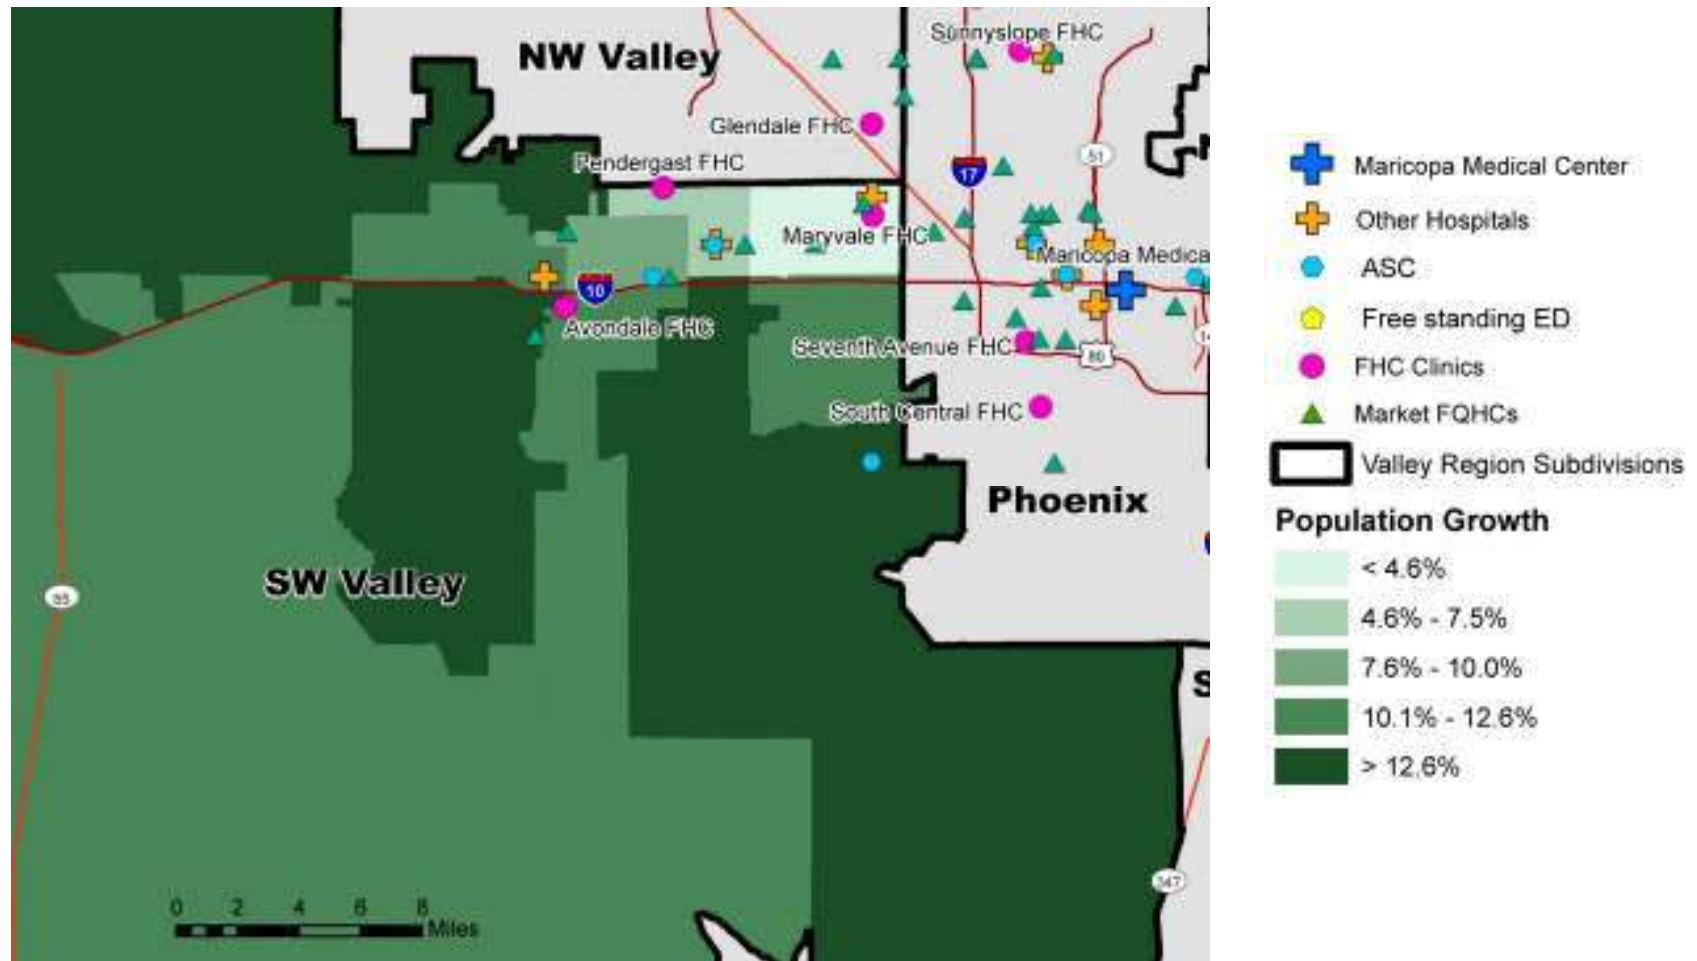 Sunnyslope FHC
NW Valley
Glendale FHC
51
Pendergast FHC
17
Maryvale FHC
Maricopa Medica
10
Avondale FHC
Seventh Avenue FHC
60
South Central FHC
Phoenix
SW Valley
85
S
347
0 2 4 6 8
Miles
Maricopa Medical Center
Other Hospitals
ASC
Free standing ED
FHC Clinics
Market FQHCs
Valley Region Subdivisions
Population Growth
< 4.6%
4.6% - 7.5%
7.6% - 10.0%
10.1% - 12.6%
> 12.6%